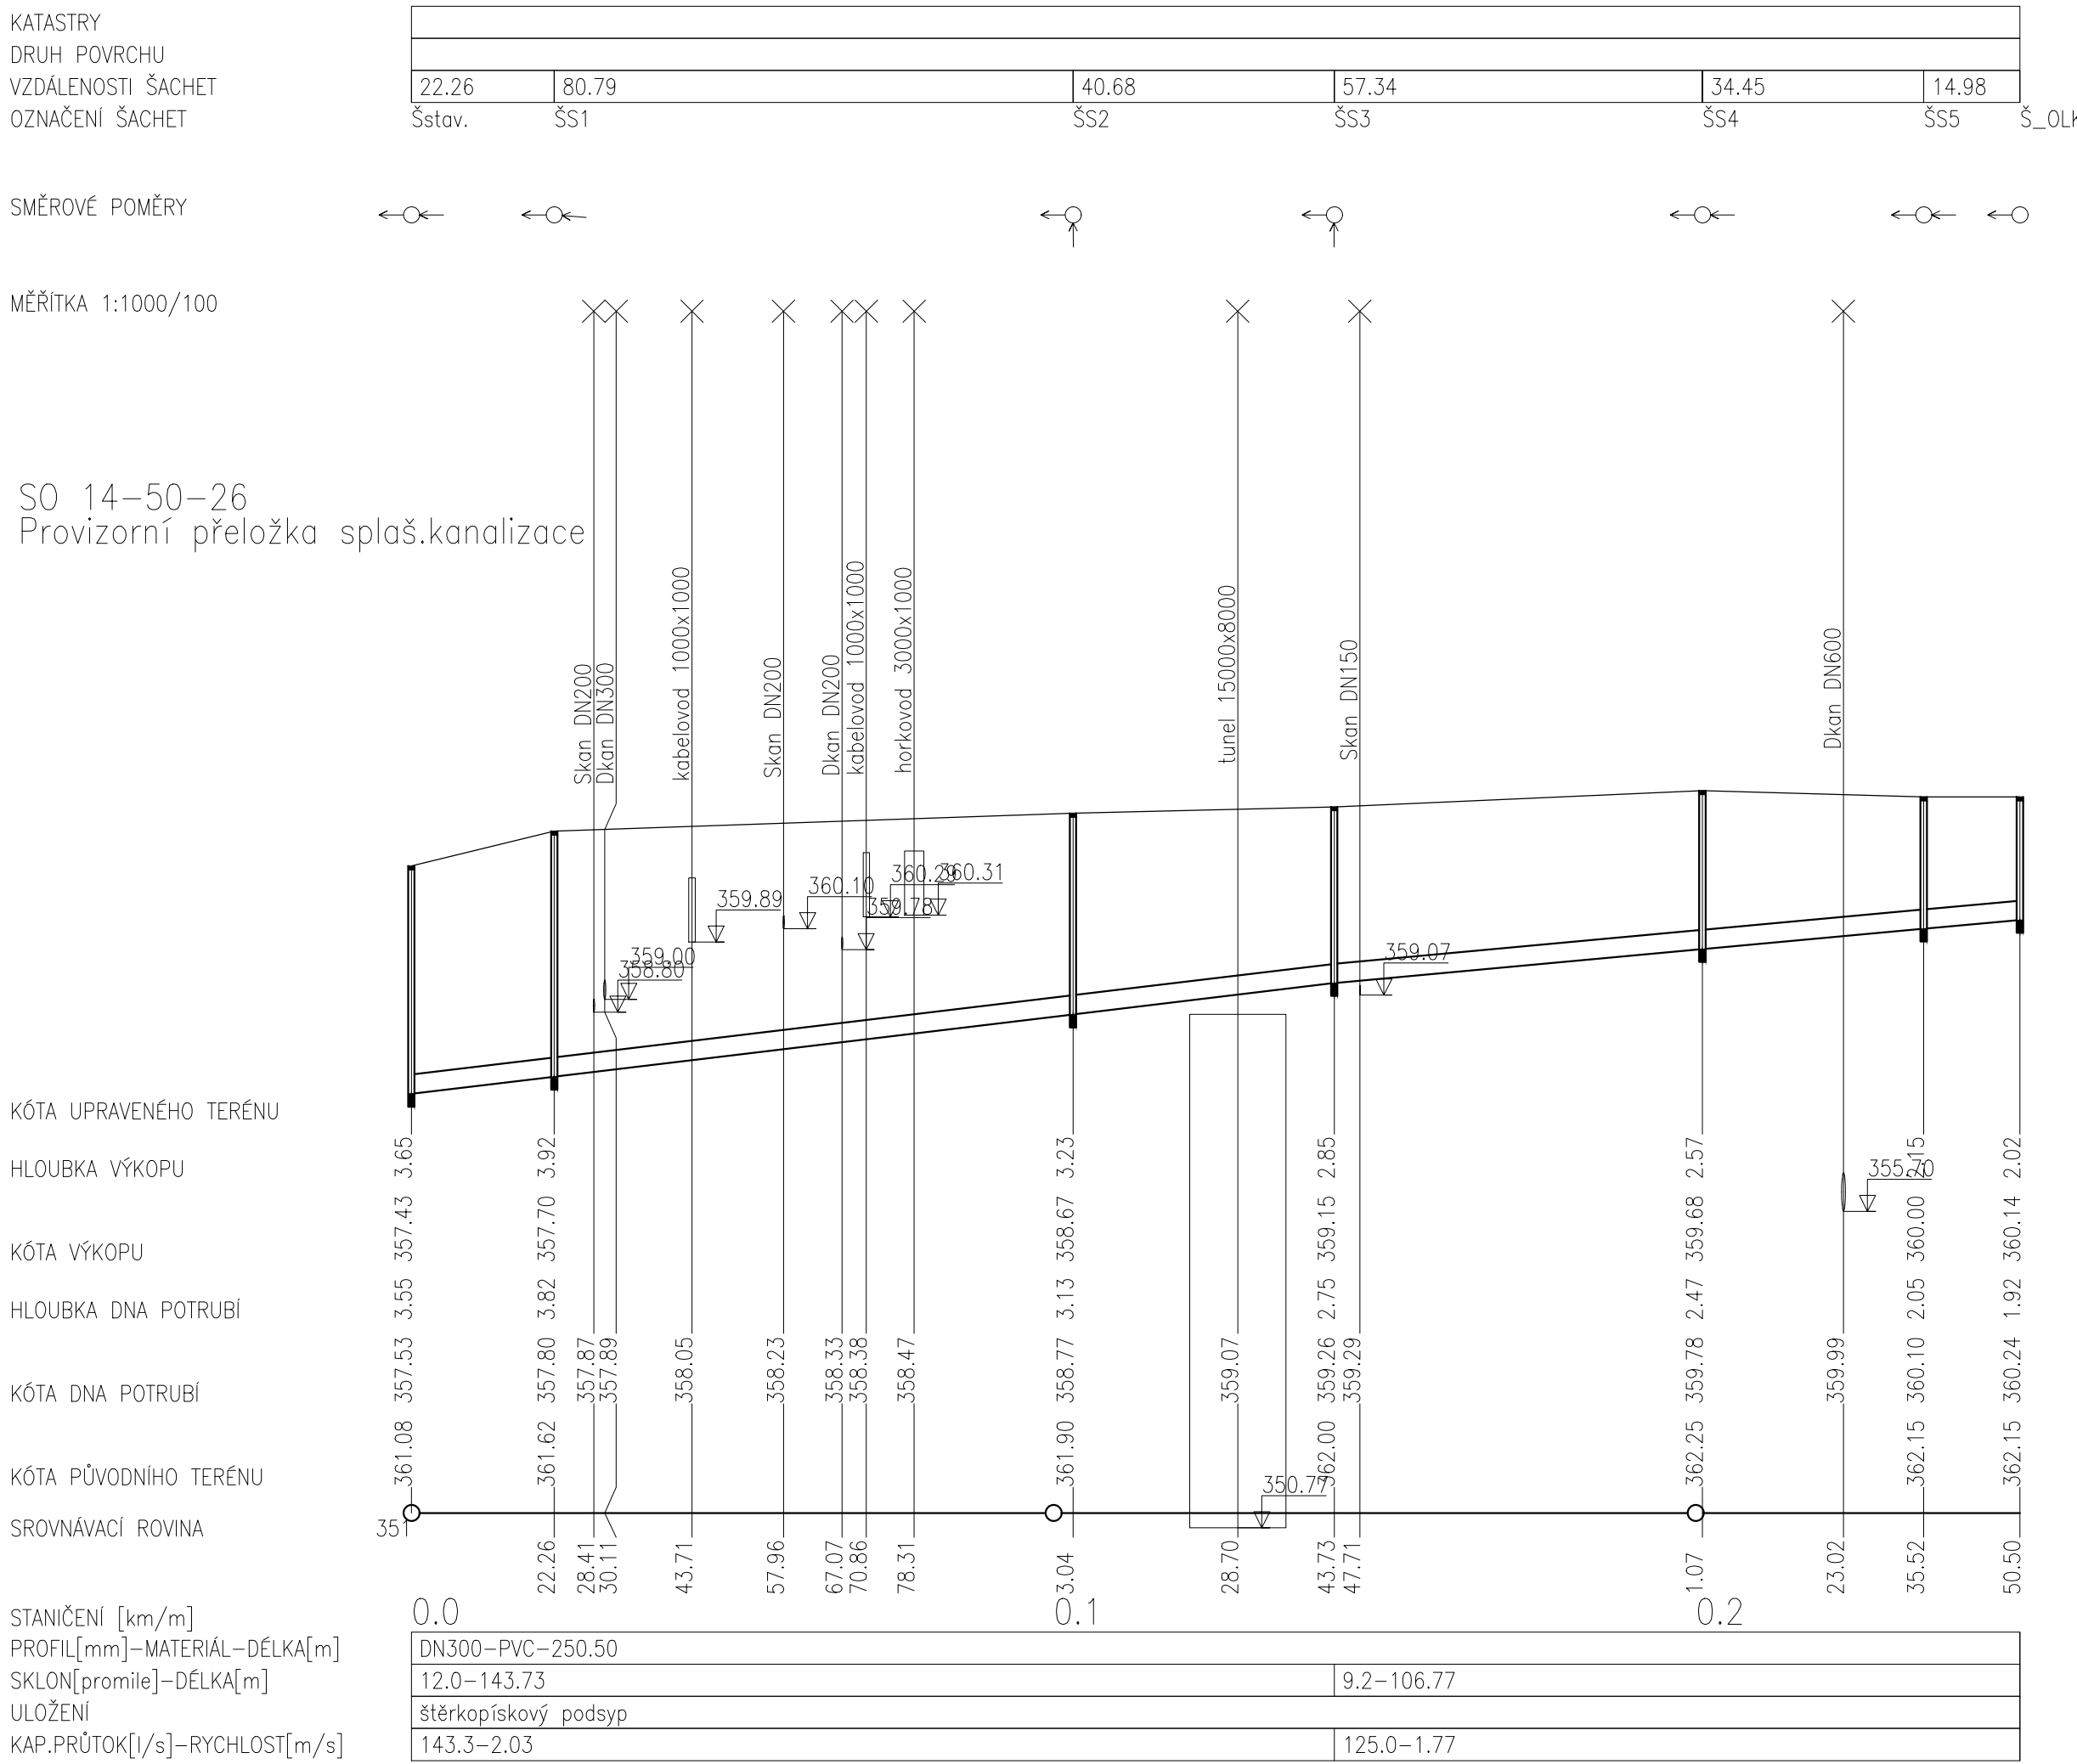 KATASTRY
DRUH POVRCHU
VZDÁLENOSTI ŠACHET 22.26 80.79 40.68 57.34 34.45 14.98
OZNAČENÍ ŠACHET Šstav. ŠS1 ŠS2 ŠS3 ŠS4 ŠS5
SMĚROVÉ POMĚRY
MĚŘÍTKA 1:1000/100
SO 14-50-26
Provizorní přeložka splaš.kanalizace
Skan DN200
Dkan DN300
kabelovod 1000x1000
Skan DN200
Dkan DN200
kabelovod 1000x1000
horkovod 3000x1000
tunel 15000x8000
Skan DN150
Dkan DN600
359.89
360.10
360.29
360.31
359.78
359.00
358.80
359.07
355.70
350.77
KÓTA UPRAVENÉHO TERÉNU
HLOUBKA VÝKOPU 3.65 3.92 3.23 2.85 2.57 2.15 2.02
KÓTA VÝKOPU 357.43 357.70 358.67 359.15 359.68 360.00 360.14
HLOUBKA DNA POTRUBÍ 3.55 3.82 3.13 2.75 2.47 2.05 1.92
KÓTA DNA POTRUBÍ 357.53 357.80 357.87 357.89 358.05 358.23 358.33 358.38 358.47 358.77 359.07 359.26 359.29 359.78 359.99 360.10 360.24
KÓTA PŮVODNÍHO TERÉNU 361.08 361.62 361.90 362.00 362.25 362.15 362.15
SROVNÁVACÍ ROVINA 351
22.26 28.41 30.11 43.71 57.96 67.07 70.86 78.31 3.04 28.70 43.73 47.71 1.07 23.02 35.52 50.50
STANIČENÍ [km/m] 0.0 0.1 0.2
PROFIL[mm]-MATERIÁL-DÉLKA[m] DN300-PVC-250.50
SKLON[promile]-DÉLKA[m] 12.0-143.73 9.2-106.77
ULOŽENÍ štěrkopískový podsyp
KAP.PRŮTOK[l/s]-RYCHLOST[m/s] 143.3-2.03 125.0-1.77